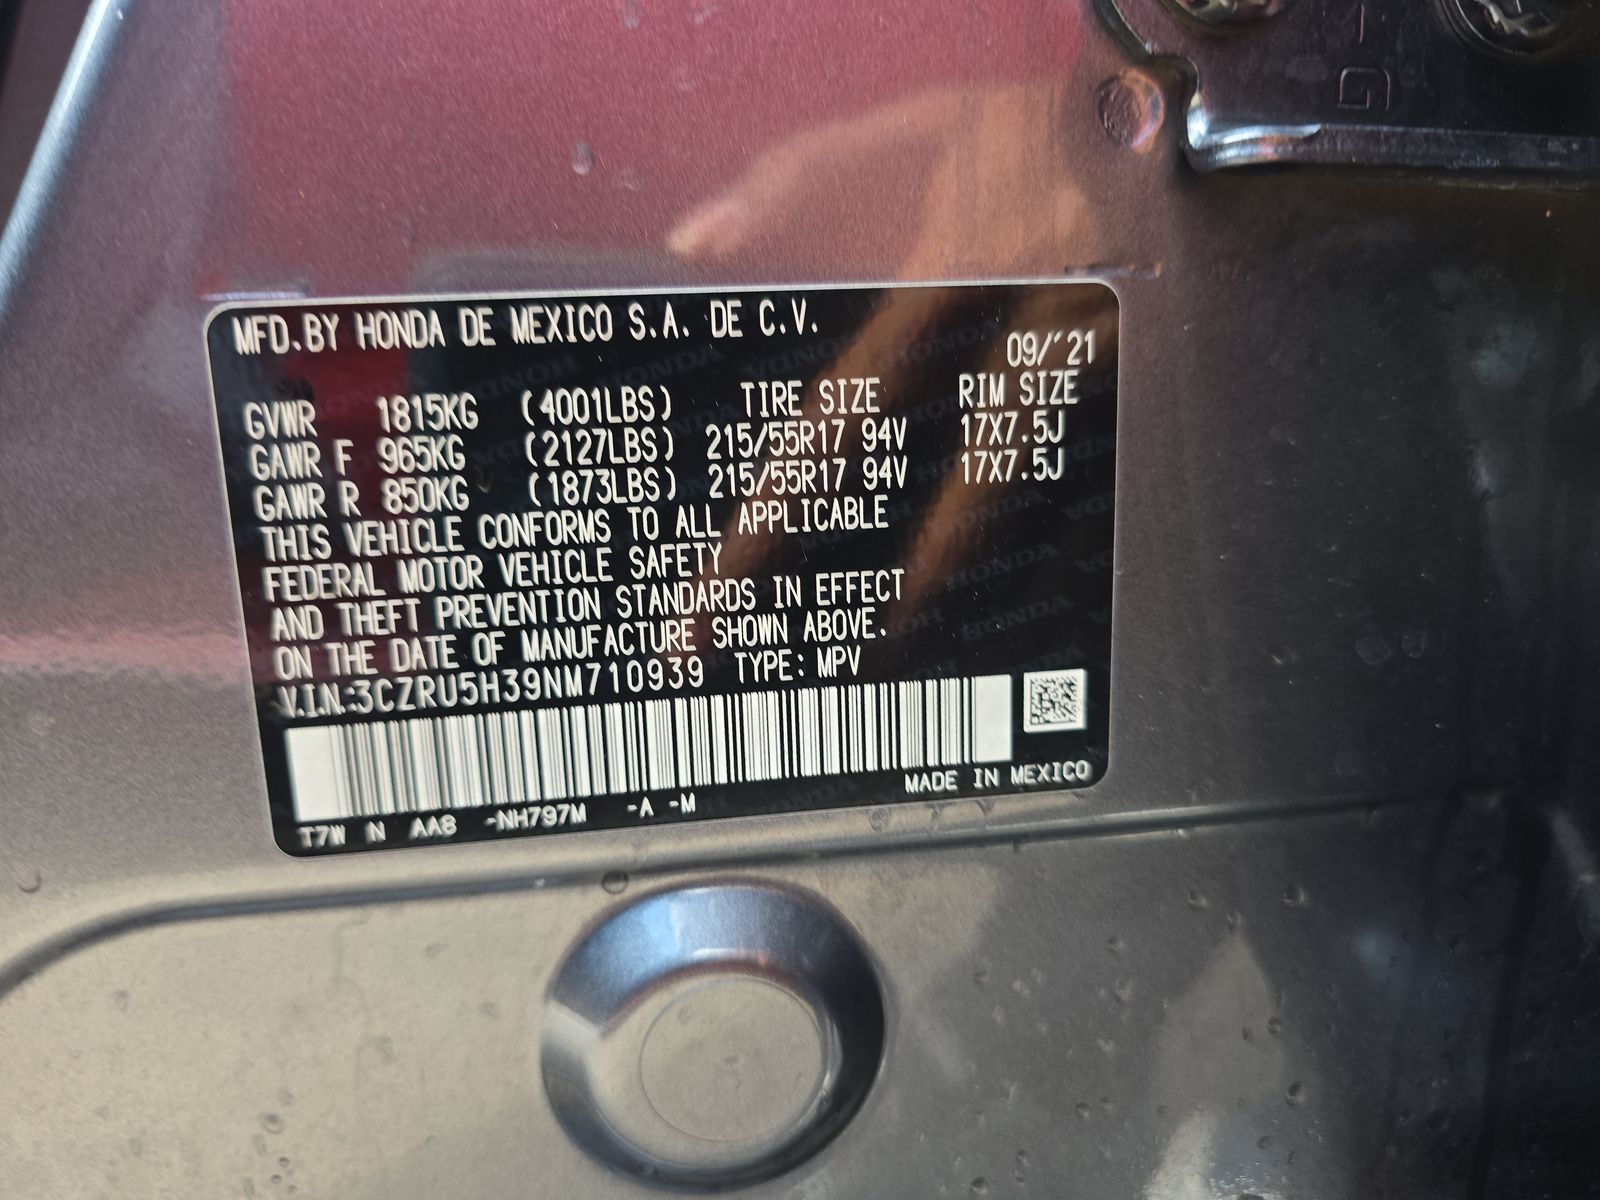 MFD.BY HONDA DE MEXICO S.A. DE C.V.
09/'21
GVWR 1815KG (4001LBS) TIRE SIZE RIM SIZE
GAWR F 965KG (2127LBS) 215/55R17 94V 17X7.5J
GAWR R 850KG (1873LBS) 215/55R17 94V 17X7.5J
THIS VEHICLE CONFORMS TO ALL APPLICABLE
FEDERAL MOTOR VEHICLE SAFETY
AND THEFT PREVENTION STANDARDS IN EFFECT
ON THE DATE OF MANUFACTURE SHOWN ABOVE.
V.I.N.:3CZRU5H39NM710939 TYPE: MPV
MADE IN MEXICO
T7W N AA8 -NH797M -A -M
G